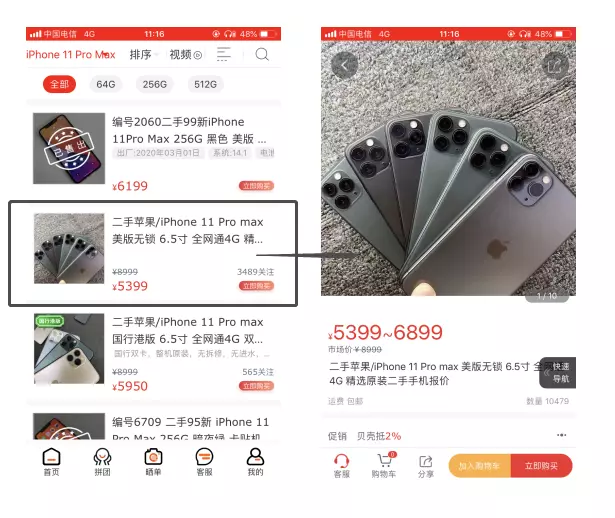 中国电信 4G 11:16 48%
iPhone 11 Pro Max 排序 视频
全部 64G 256G 512G
编号2060二手99新iPhone
11Pro Max 256G 黑色 美版 ...
出厂:2020年03月01日 系统:14.1 电池
已售出
¥6199 立即购买
二手苹果/iPhone 11 Pro max
美版无锁 6.5寸 全网通4G 精...
¥8999 3489关注
¥5399 立即购买
国行港版
二手苹果/iPhone 11 Pro max
国行港版 6.5寸 全网通4G 双...
国行双卡，整机原装，无拆修，无进水，...
565关注
¥5950 立即购买
编号6709 二手95新 iPhone 11
Pro Max 256G 暗夜绿 卡贴机
首页 拼团 晒单 客服 我的
中国电信 4G 11:16 48%
1/10
¥5399~6899
市场价 ¥8999
二手苹果/iPhone 11 Pro max 美版无锁 6.5寸 全网通
4G 精选原装二手手机报价
快速
导航
运费 包邮 数量 10479
促销 贝壳抵2%
客服 购物车 0 分享 加入购物车 立即购买